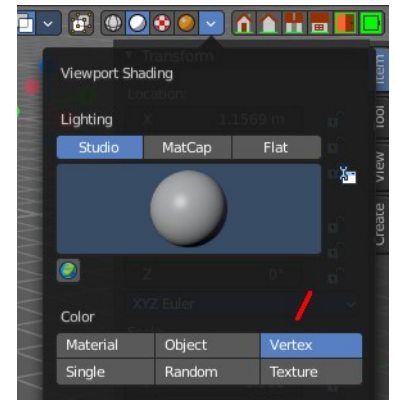 Transform
Viewport Shading
Location:
Lighting X 1.1569 m
Studio MatCap Flat
Z 0°
XYZ Euler
Color
Scale
Material Object Vertex
Single Random Texture
Item
Tool
View
Create